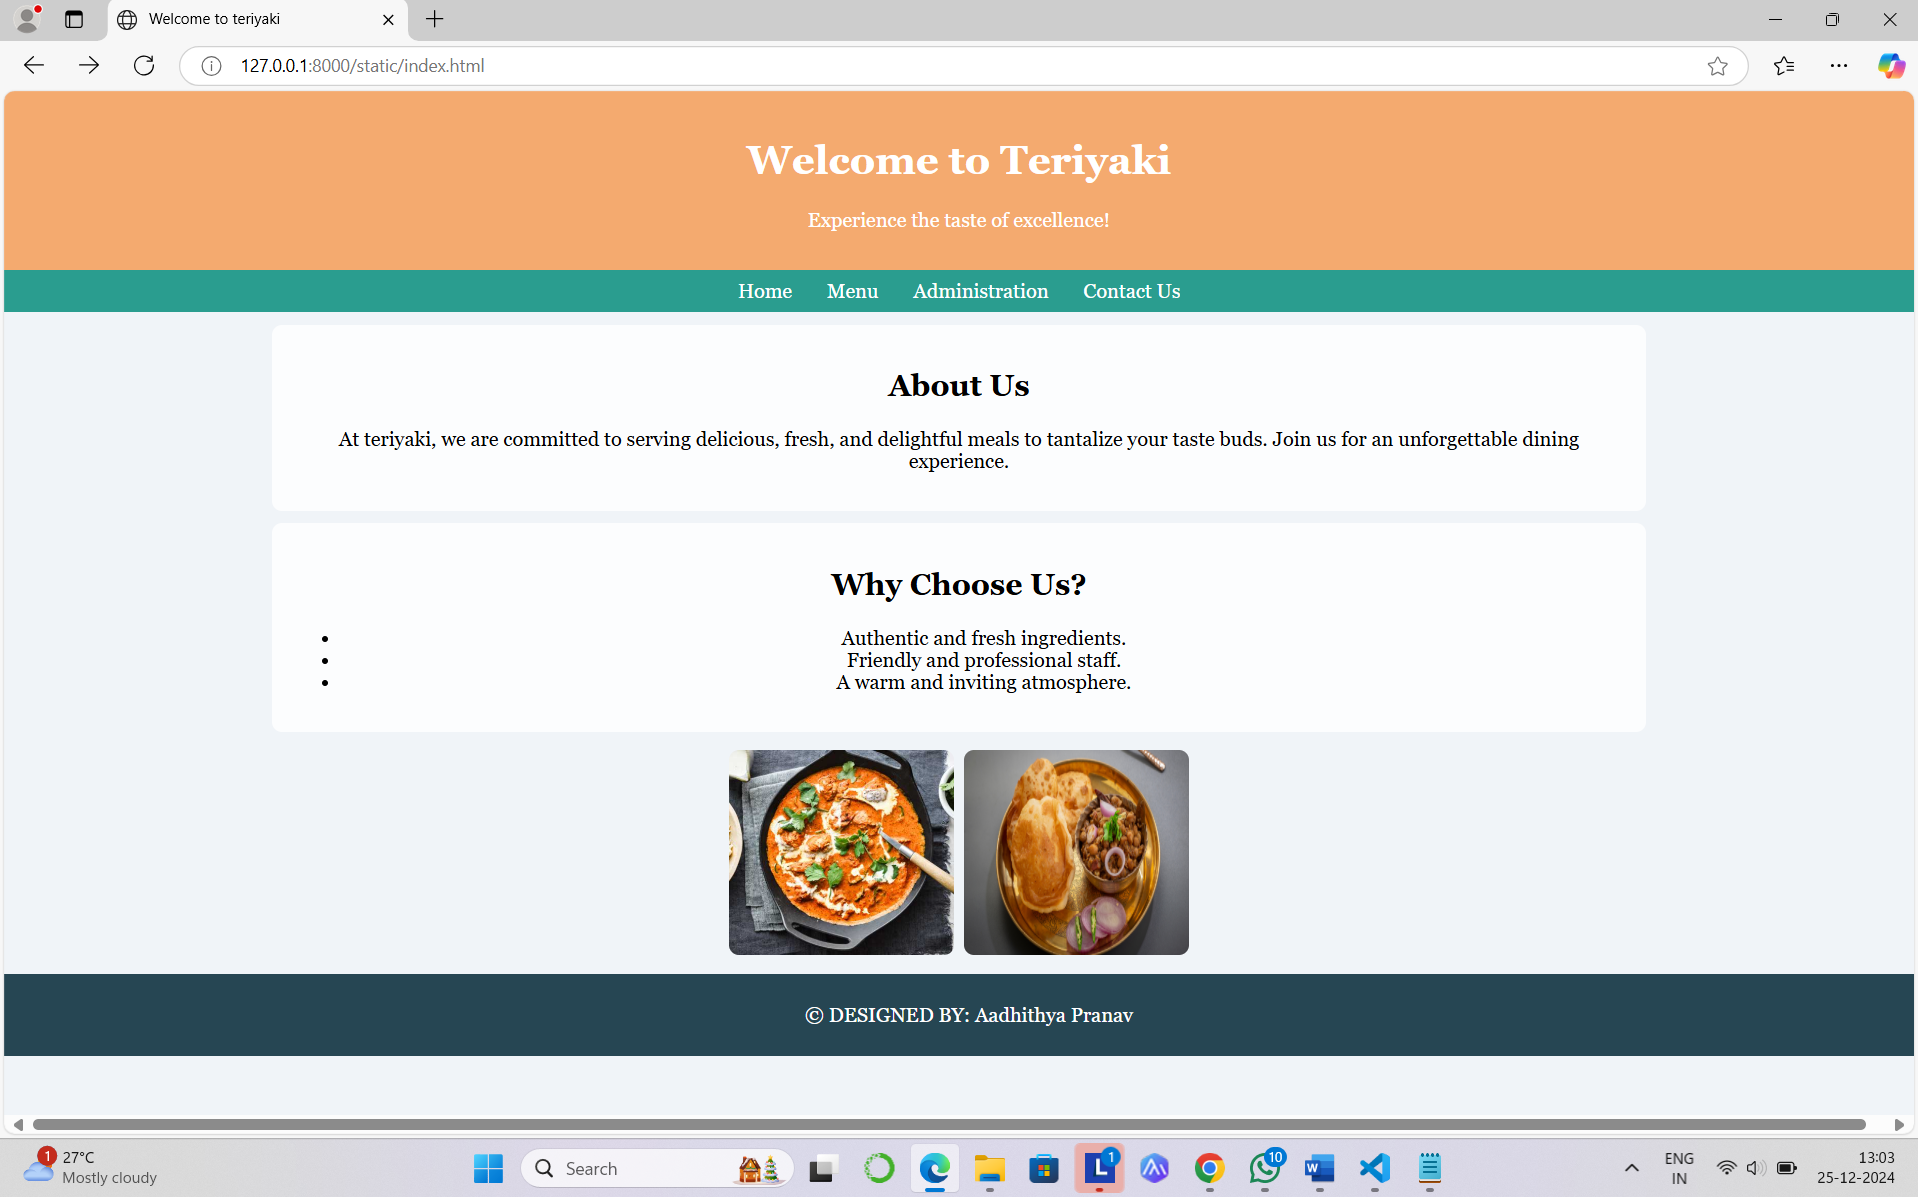 Welcome to teriyaki
127.0.0.1:8000/static/index.html
Welcome to Teriyaki
Experience the taste of excellence!
Home Menu Administration Contact Us
About Us
At teriyaki, we are committed to serving delicious, fresh, and delightful meals to tantalize your taste buds. Join us for an unforgettable dining
experience.
Why Choose Us?
• Authentic and fresh ingredients.
• Friendly and professional staff.
• A warm and inviting atmosphere.
© DESIGNED BY: Aadhithya Pranav
1
27°C
Mostly cloudy
Search
L
1
10
W
ENG
IN
13:03
25-12-2024